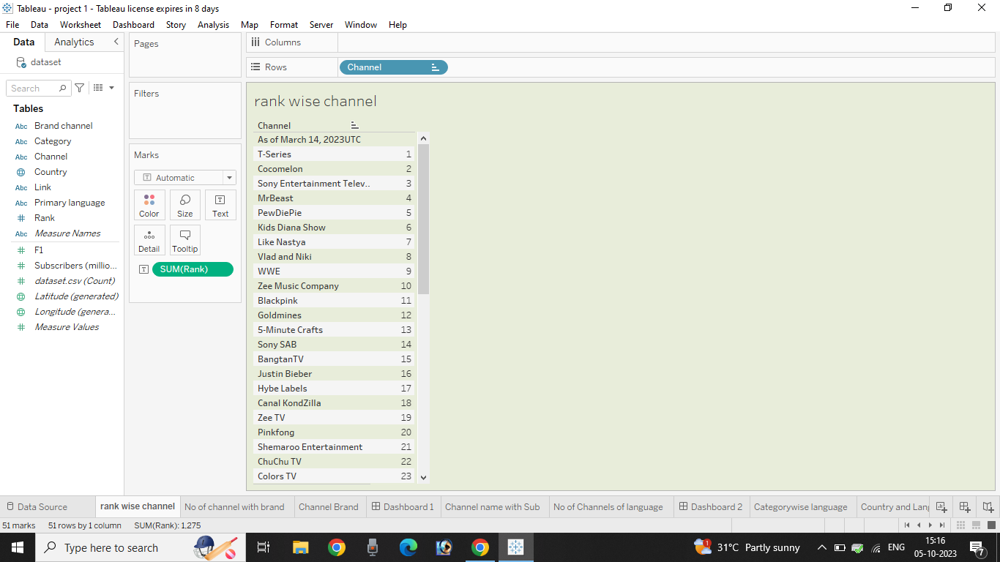 Tableau - project 1 - Tableau license expires in 8 days
File Data Worksheet Dashboard Story Analysis Map Format Server Window Help
Data Analytics
dataset
Search
Tables
Abc Brand channel
Abc Category
Abc Channel
Country
Abc Link
Abc Primary language
# Rank
Abc Measure Names
# F1
# Subscribers (millio...
# dataset.csv (Count)
Latitude (generated)
Longitude (genera...
# Measure Values
Pages
Filters
Marks
T Automatic
Color Size T Text
Detail Tooltip
T SUM(Rank)
Columns
Rows Channel
rank wise channel
Channel
As of March 14, 2023UTC
T-Series 1
Cocomelon 2
Sony Entertainment Telev.. 3
MrBeast 4
PewDiePie 5
Kids Diana Show 6
Like Nastya 7
Vlad and Niki 8
WWE 9
Zee Music Company 10
Blackpink 11
Goldmines 12
5-Minute Crafts 13
Sony SAB 14
BangtanTV 15
Justin Bieber 16
Hybe Labels 17
Canal KondZilla 18
Zee TV 19
Pinkfong 20
Shemaroo Entertainment 21
ChuChu TV 22
Colors TV 23
Data Source rank wise channel No of channel with brand Channel Brand Dashboard 1 Channel name with Sub No of Channels of language Dashboard 2 Categorywise language Country and Lang
51 marks 51 rows by 1 column SUM(Rank): 1,275
Type here to search 1 31°C Partly sunny ENG 15:16
05-10-2023 7